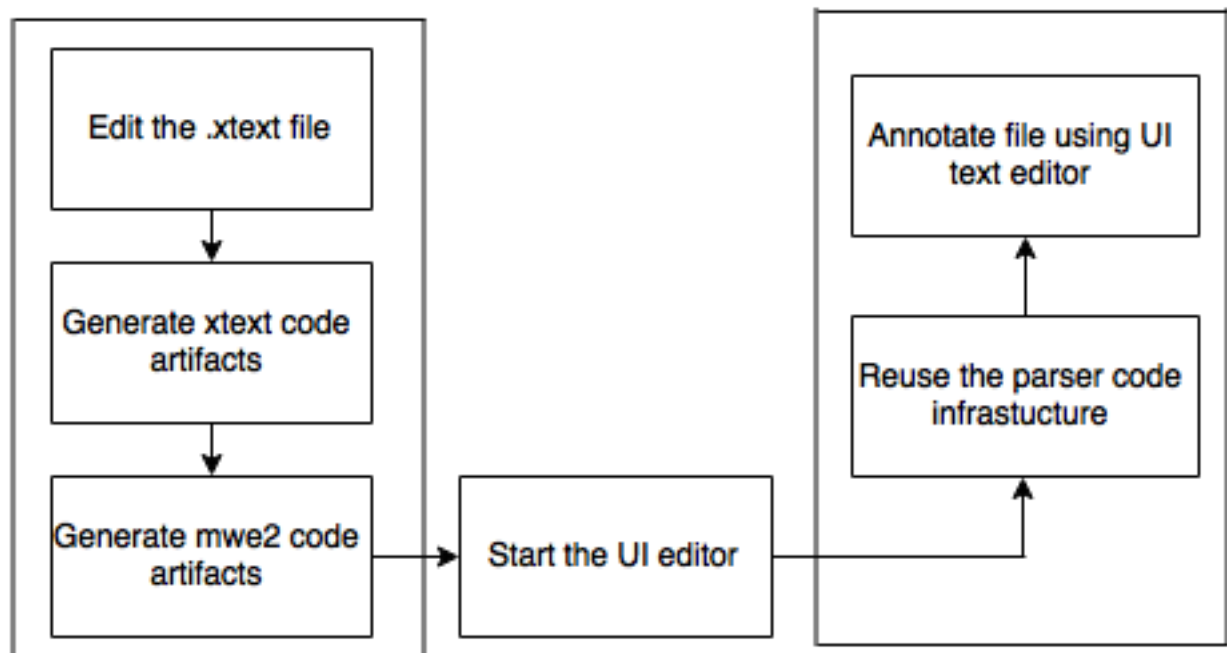 Edit the .xtext file
Generate xtext code
artifacts
Generate mwe2 code
artifacts
Start the UI editor
Reuse the parser code
infrastucture
Annotate file using UI
text editor